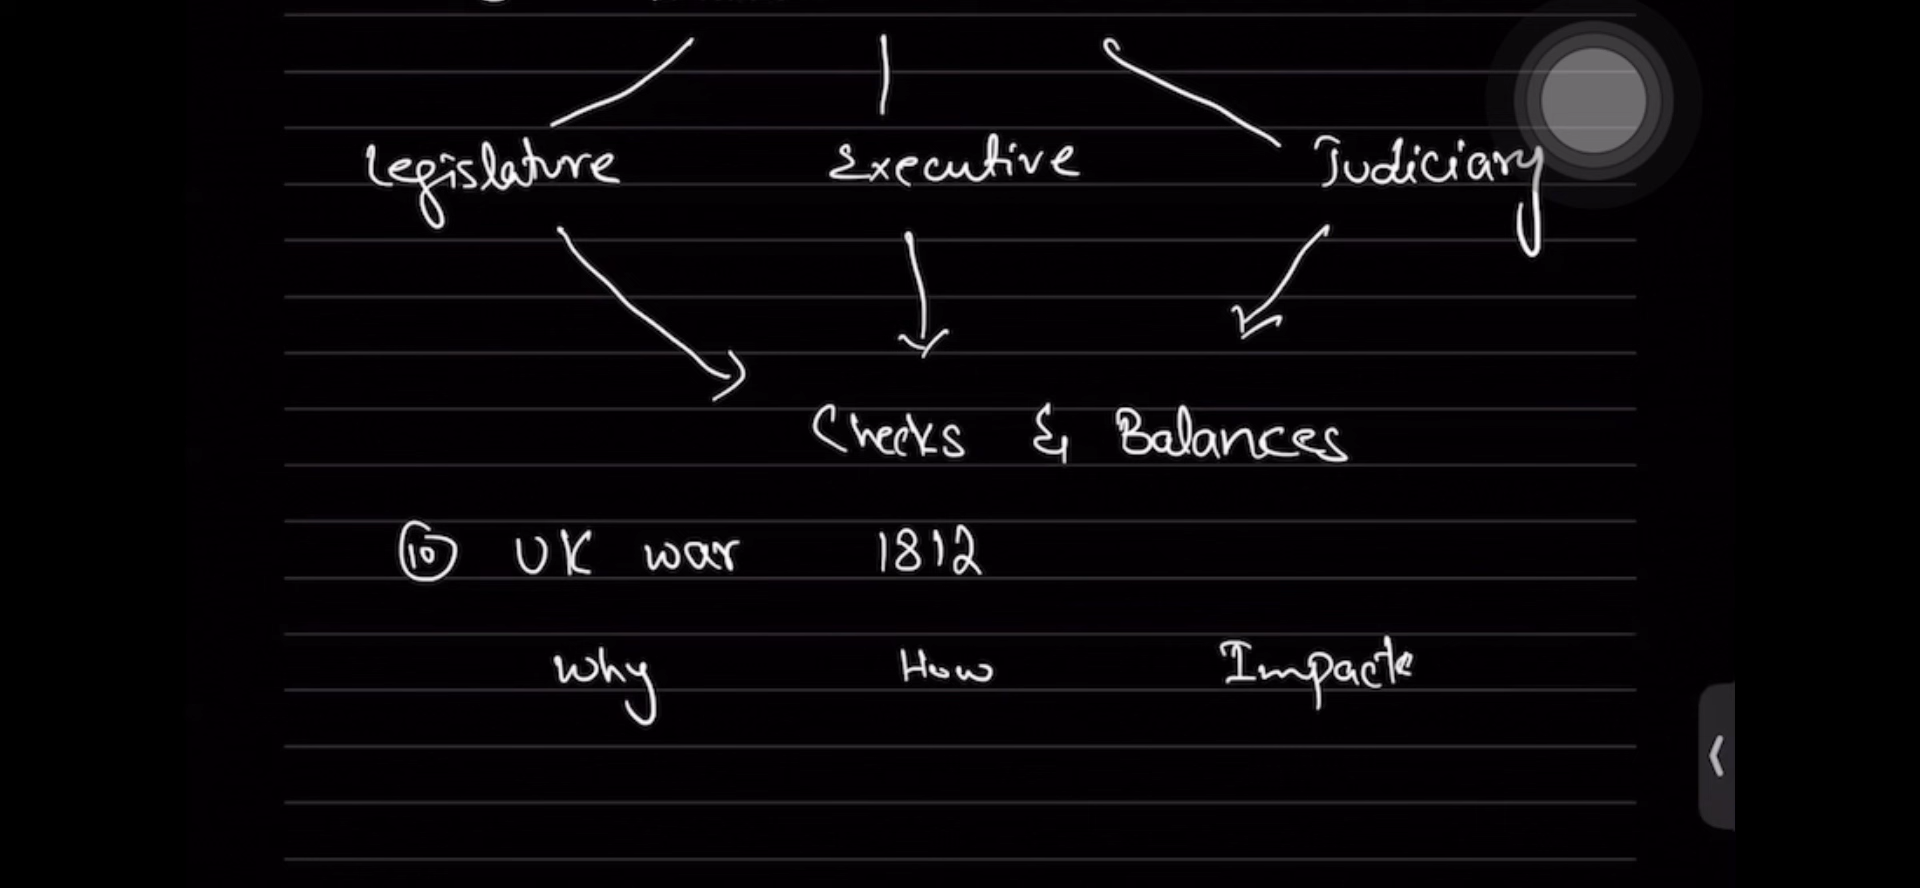 Legislature Executive Judiciary
Checks & Balances
10 UK war 1812
Why How Impacts